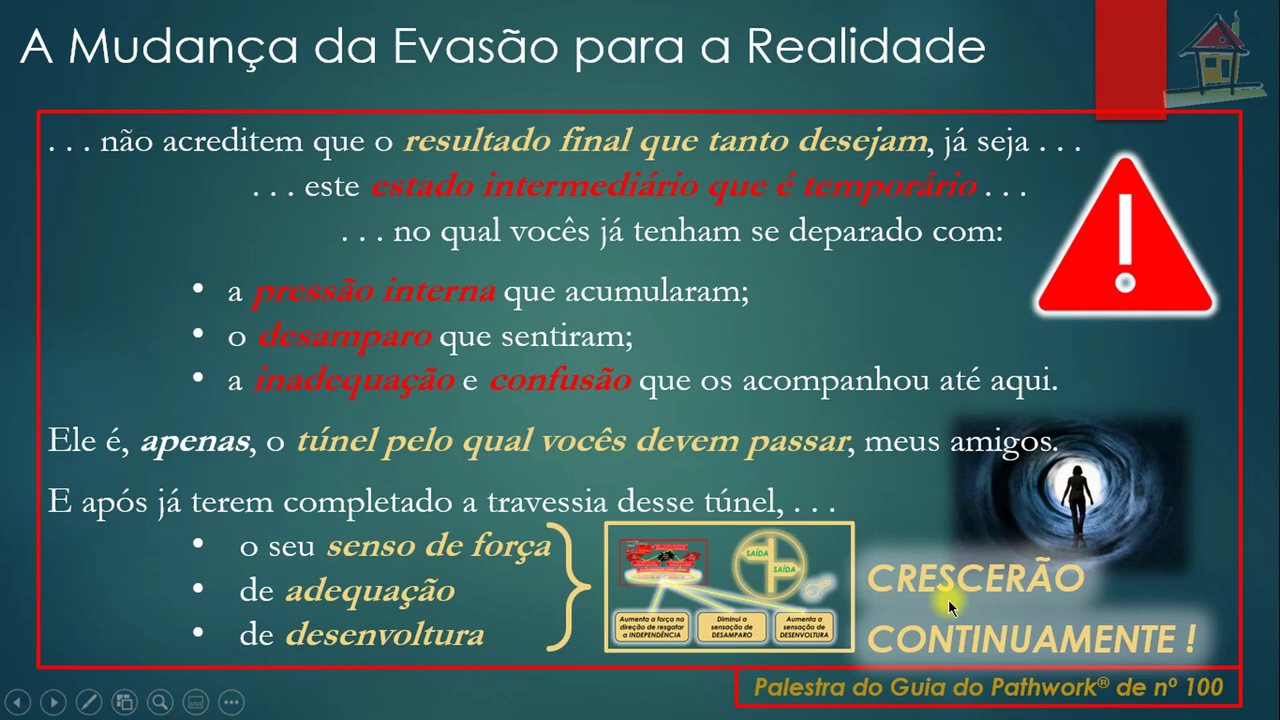 A Mudança da Evasão para a Realidade
. . . não acreditem que o resultado final que tanto desejam, já seja . . .
. . . este estado intermediário que é temporário . . .
. . . no qual vocês já tenham se deparado com:
• a pressão interna que acumularam;
• o desamparo que sentiram;
• a inadequação e confusão que os acompanhou até aqui.
Ele é, apenas, o túnel pelo qual vocês devem passar, meus amigos.
E após já terem completado a travessia desse túnel, . . .
• o seu senso de força
• de adequação
• de desenvoltura
SAÍDA
SAÍDA
Aumenta a força na
direção de resgatar
a INDEPENDÊNCIA
Diminui a
sensação de
DESAMPARO
Aumenta a
sensação de
DESENVOLTURA
CRESCERÃO
CONTINUAMENTE !
Palestra do Guia do Pathwork® de nº 100